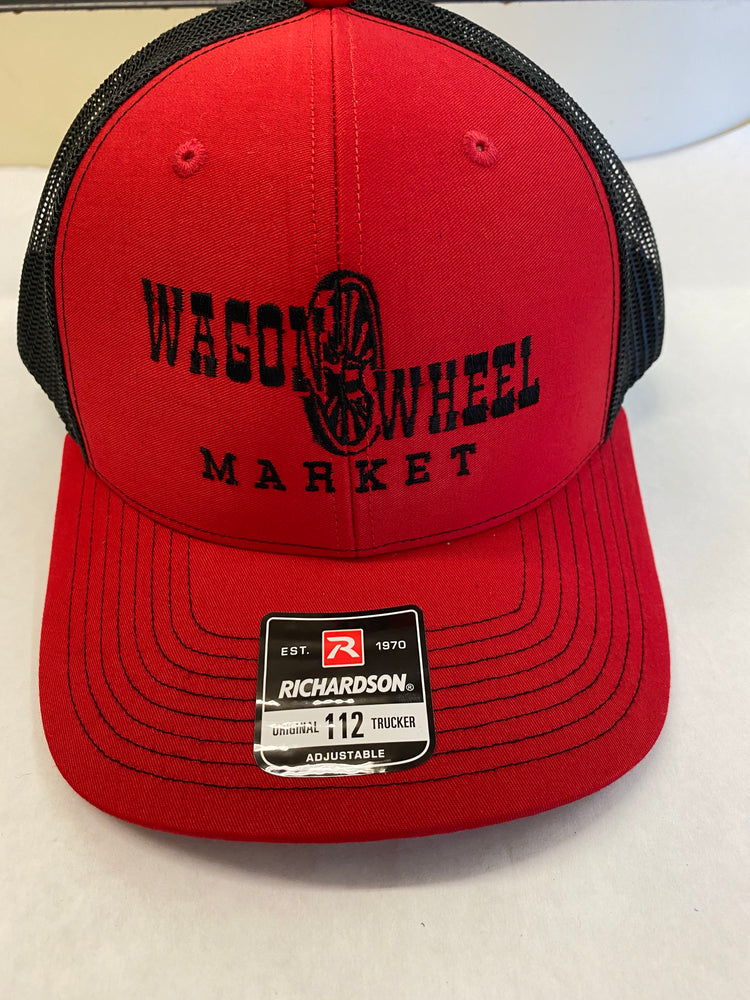 WAGON WHEEL
MARKET
EST. R 1970
RICHARDSON®
ORIGINAL 112 TRUCKER
ADJUSTABLE